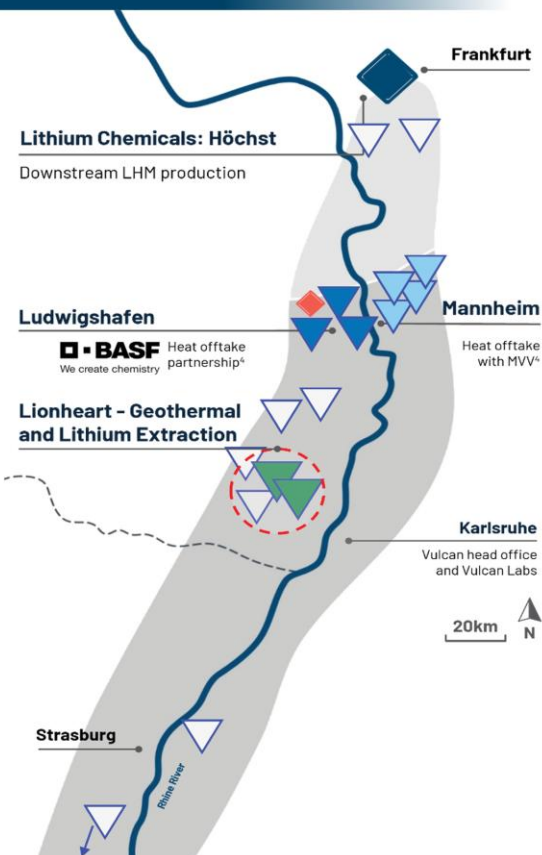 Frankfurt
Lithium Chemicals: Höchst
Downstream LHM production
Ludwigshafen
BASF
We create chemistry
Heat offtake
partnership⁴
Mannheim
Heat offtake
with MVV⁴
Lionheart - Geothermal
and Lithium Extraction
Karlsruhe
Vulcan head office
and Vulcan Labs
20km
N
Strasburg
Rhine River